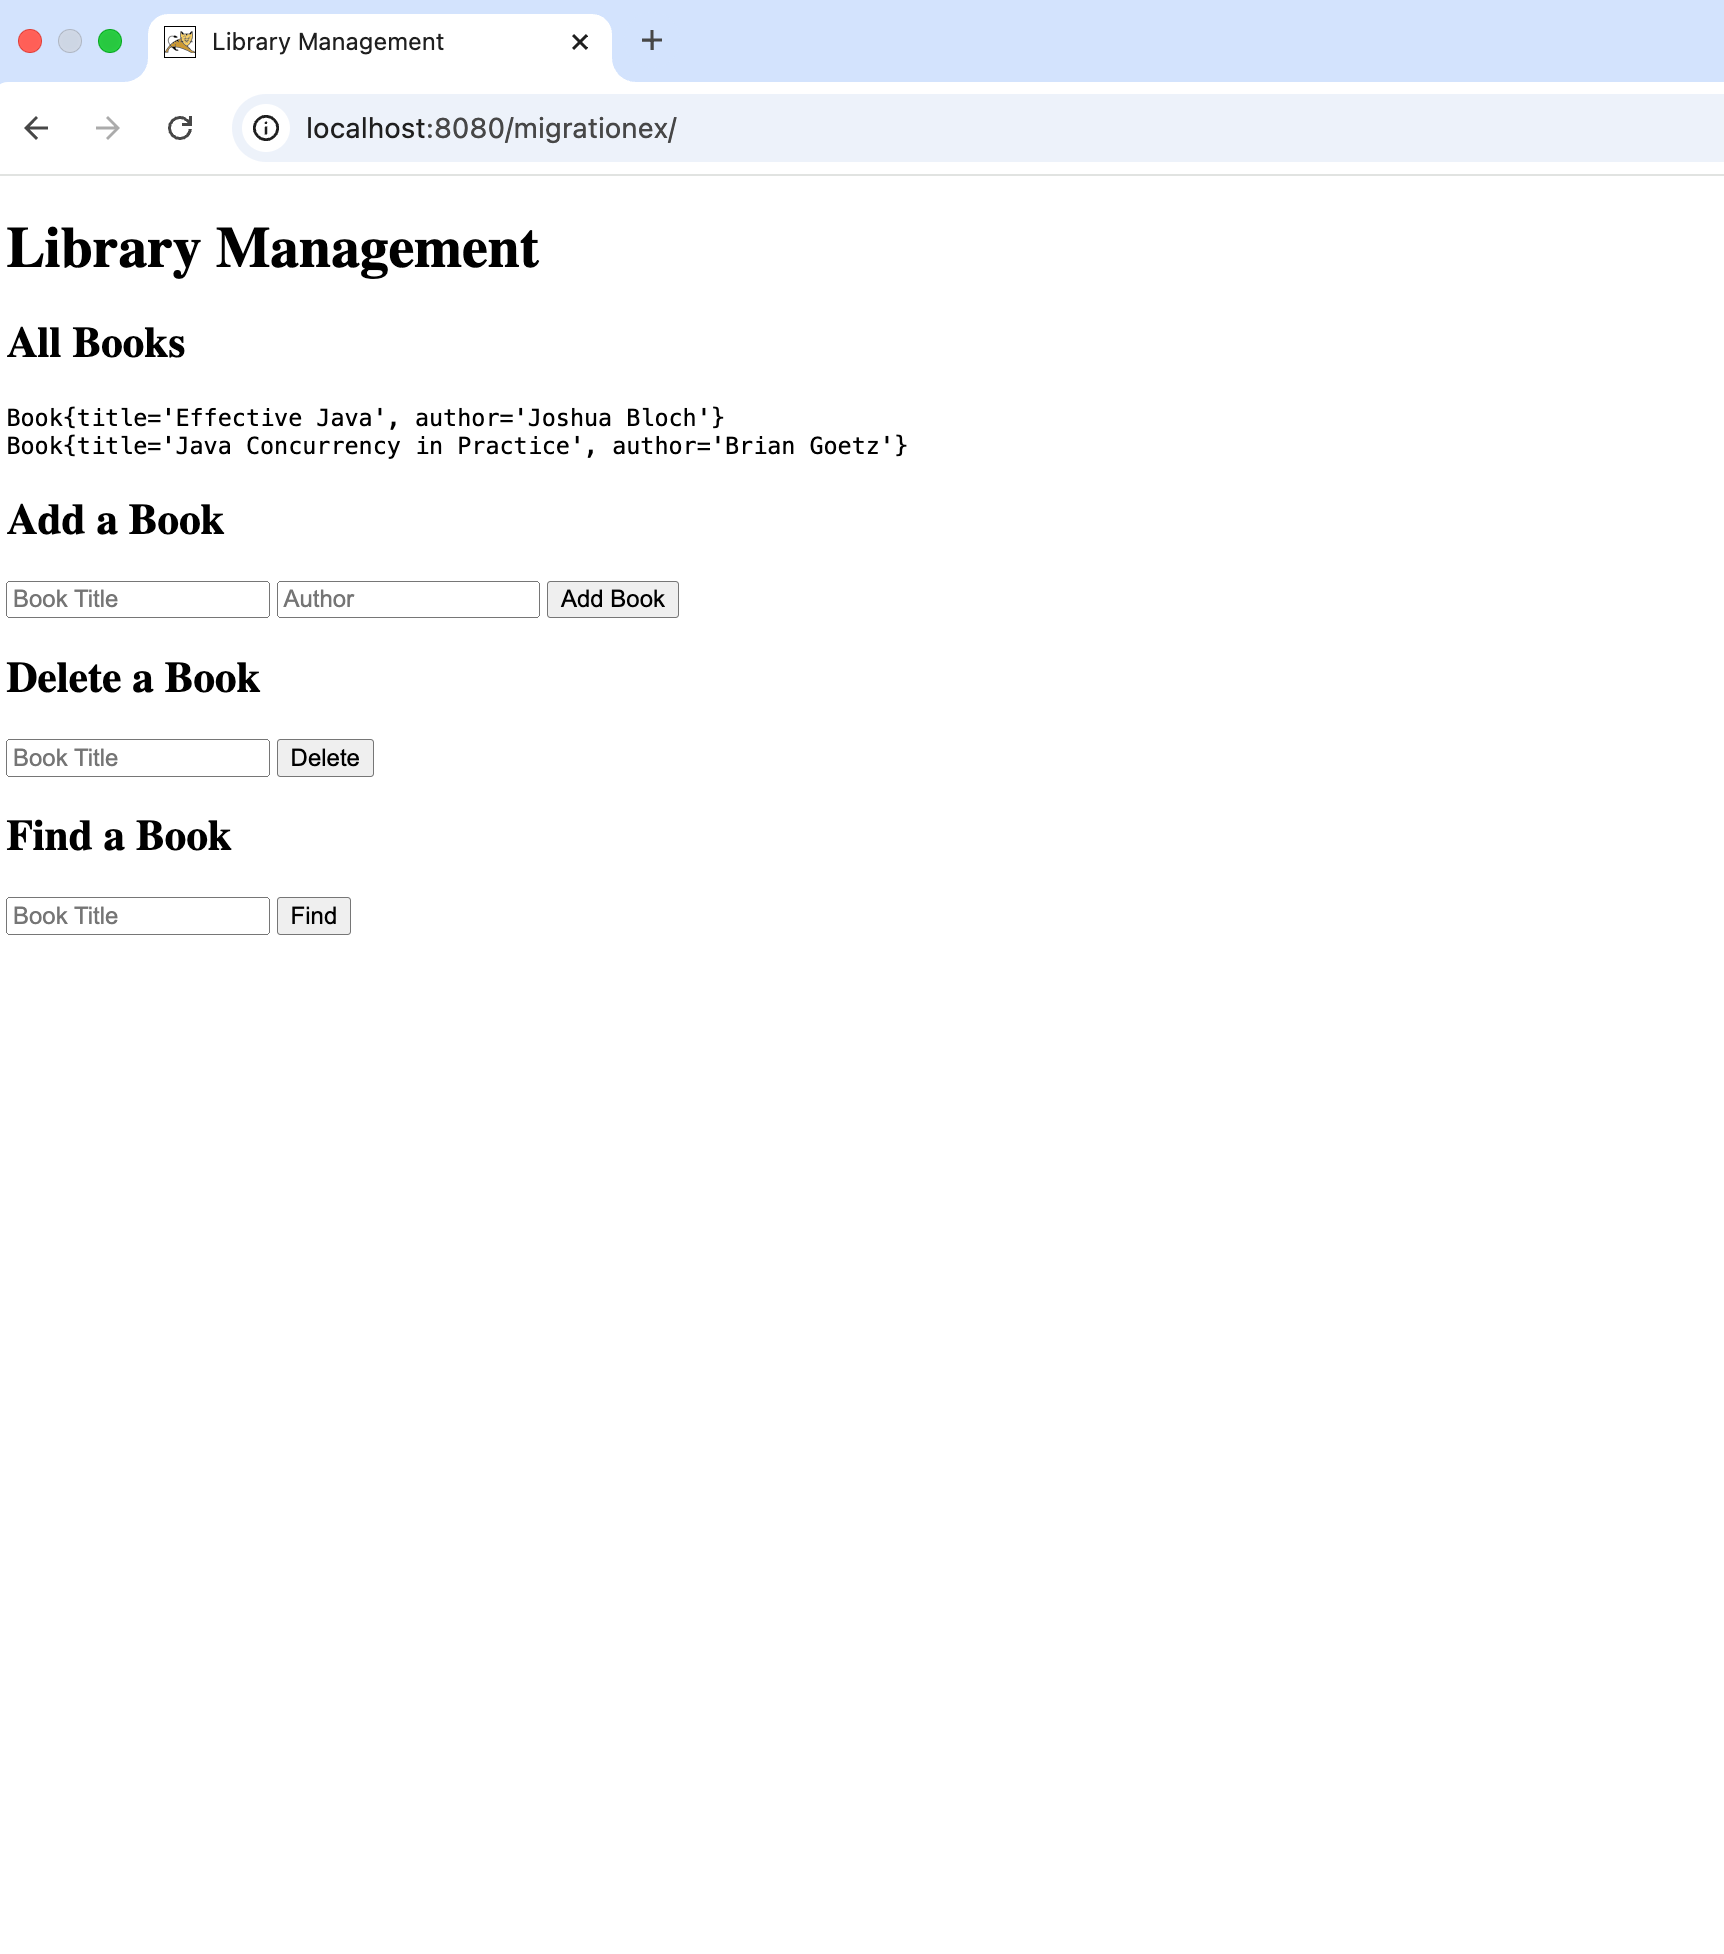 Library Management
localhost:8080/migrationex/
Library Management
All Books
Book{title='Effective Java', author='Joshua Bloch'}
Book{title='Java Concurrency in Practice', author='Brian Goetz'}
Add a Book
Book Title Author Add Book
Delete a Book
Book Title Delete
Find a Book
Book Title Find